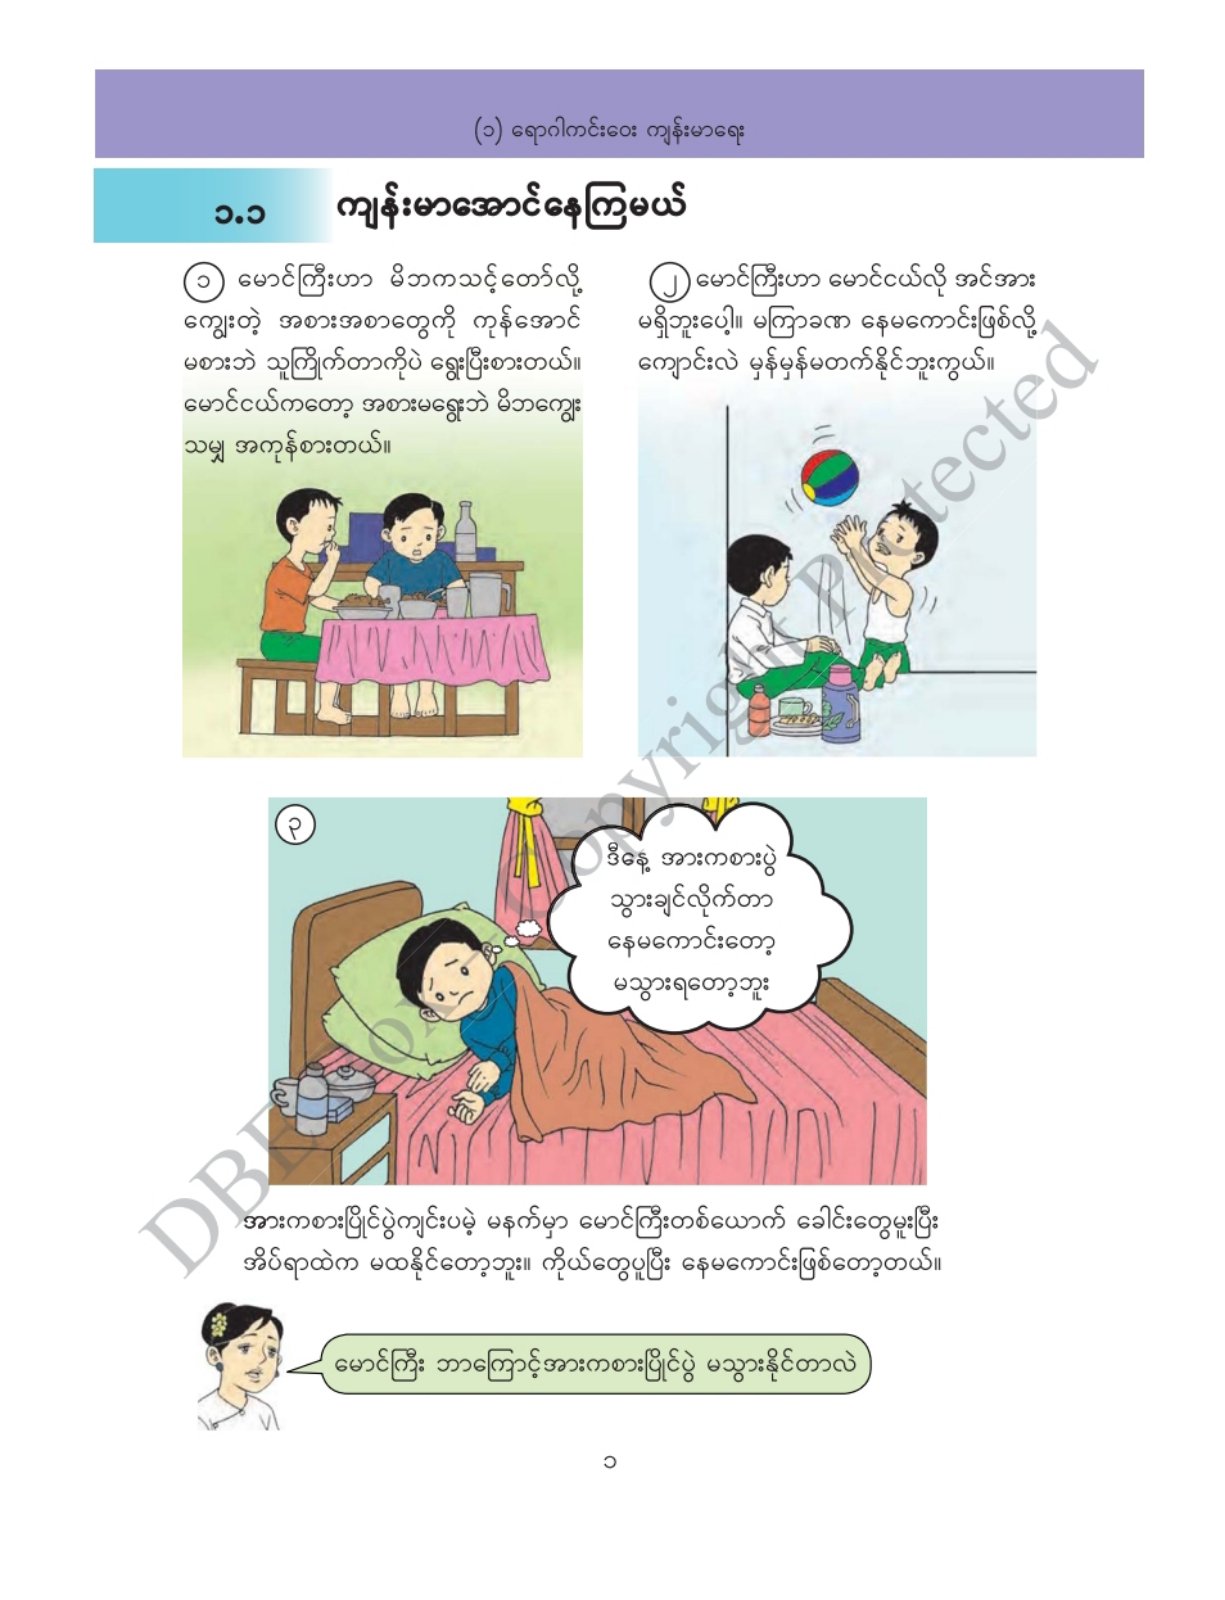 (၁) ရောဂါကင်းဝေး ကျန်းမာရေး
၁.၁ ကျန်းမာအောင်နေကြမယ်
၁ မောင်ကြီးဟာ မိဘကသင့်တော်လို့
ကျွေးတဲ့ အစားအစာတွေကို ကုန်အောင်
မစားဘဲ သူကြိုက်တာကိုပဲ ရွေးပြီးစားတယ်။
မောင်ငယ်ကတော့ အစားမရွေးဘဲ မိဘကျွေး
သမျှ အကုန်စားတယ်။
၂ မောင်ကြီးဟာ မောင်ငယ်လို အင်အား
မရှိဘူးပေါ့။ မကြာခဏ နေမကောင်းဖြစ်လို့
ကျောင်းလဲ မှန်မှန်မတက်နိုင်ဘူးကွယ်။
၃
ဒီနေ့ အားကစားပွဲ
သွားချင်လိုက်တာ
နေမကောင်းတော့
မသွားရတော့ဘူး
အားကစားပြိုင်ပွဲကျင်းပမဲ့ မနက်မှာ မောင်ကြီးတစ်ယောက် ခေါင်းတွေမူးပြီး
အိပ်ရာထဲက မထနိုင်တော့ဘူး။ ကိုယ်တွေပူပြီး နေမကောင်းဖြစ်တော့တယ်။
မောင်ကြီး ဘာကြောင့်အားကစားပြိုင်ပွဲ မသွားနိုင်တာလဲ
၁